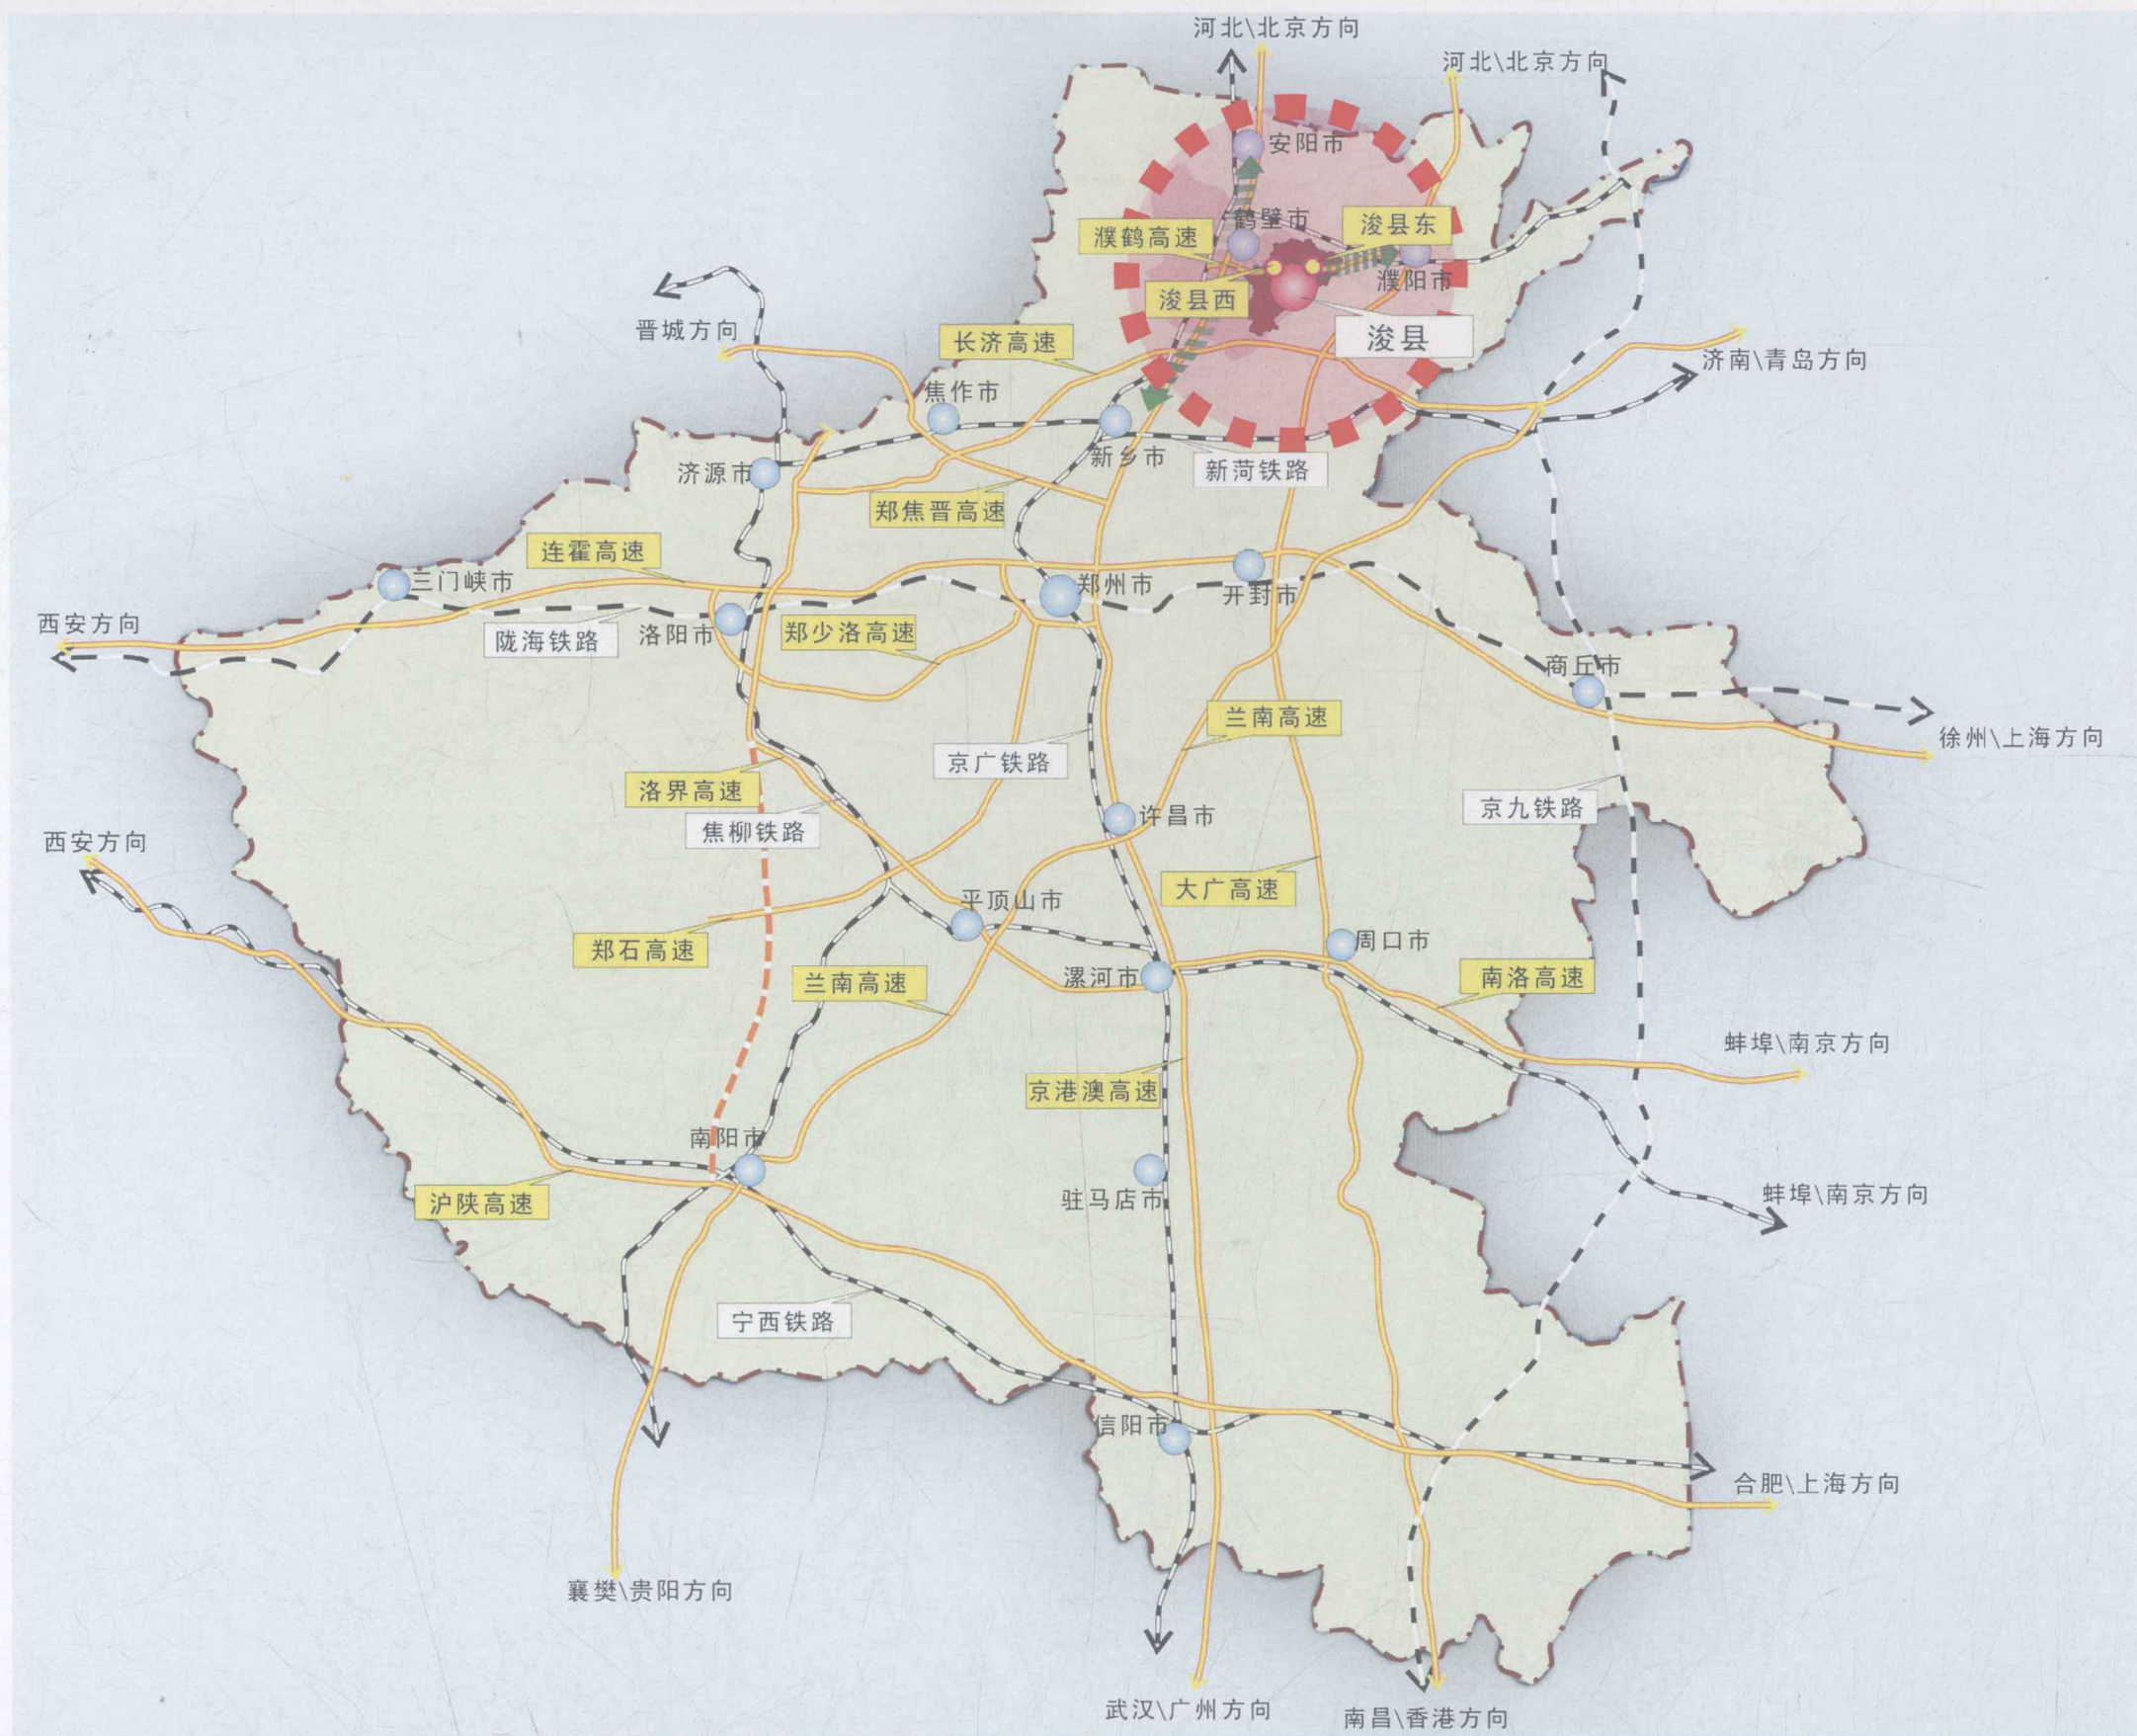 河北\北京方向
河北\北京方向
安阳市
鹤壁市
浚县东
濮鹤高速
濮阳市
浚县西
浚县
晋城方向
长济高速
济南\青岛方向
焦作市
新乡市
新菏铁路
济源市
郑焦晋高速
连霍高速
三门峡市
郑州市
开封市
西安方向
陇海铁路
洛阳市
郑少洛高速
商丘市
兰南高速
徐州\上海方向
京广铁路
洛界高速
焦柳铁路
许昌市
京九铁路
西安方向
大广高速
平顶山市
郑石高速
周口市
漯河市
南洛高速
兰南高速
蚌埠\南京方向
京港澳高速
南阳市
驻马店市
沪陕高速
蚌埠\南京方向
宁西铁路
信阳市
合肥\上海方向
襄樊\贵阳方向
武汉\广州方向
南昌\香港方向